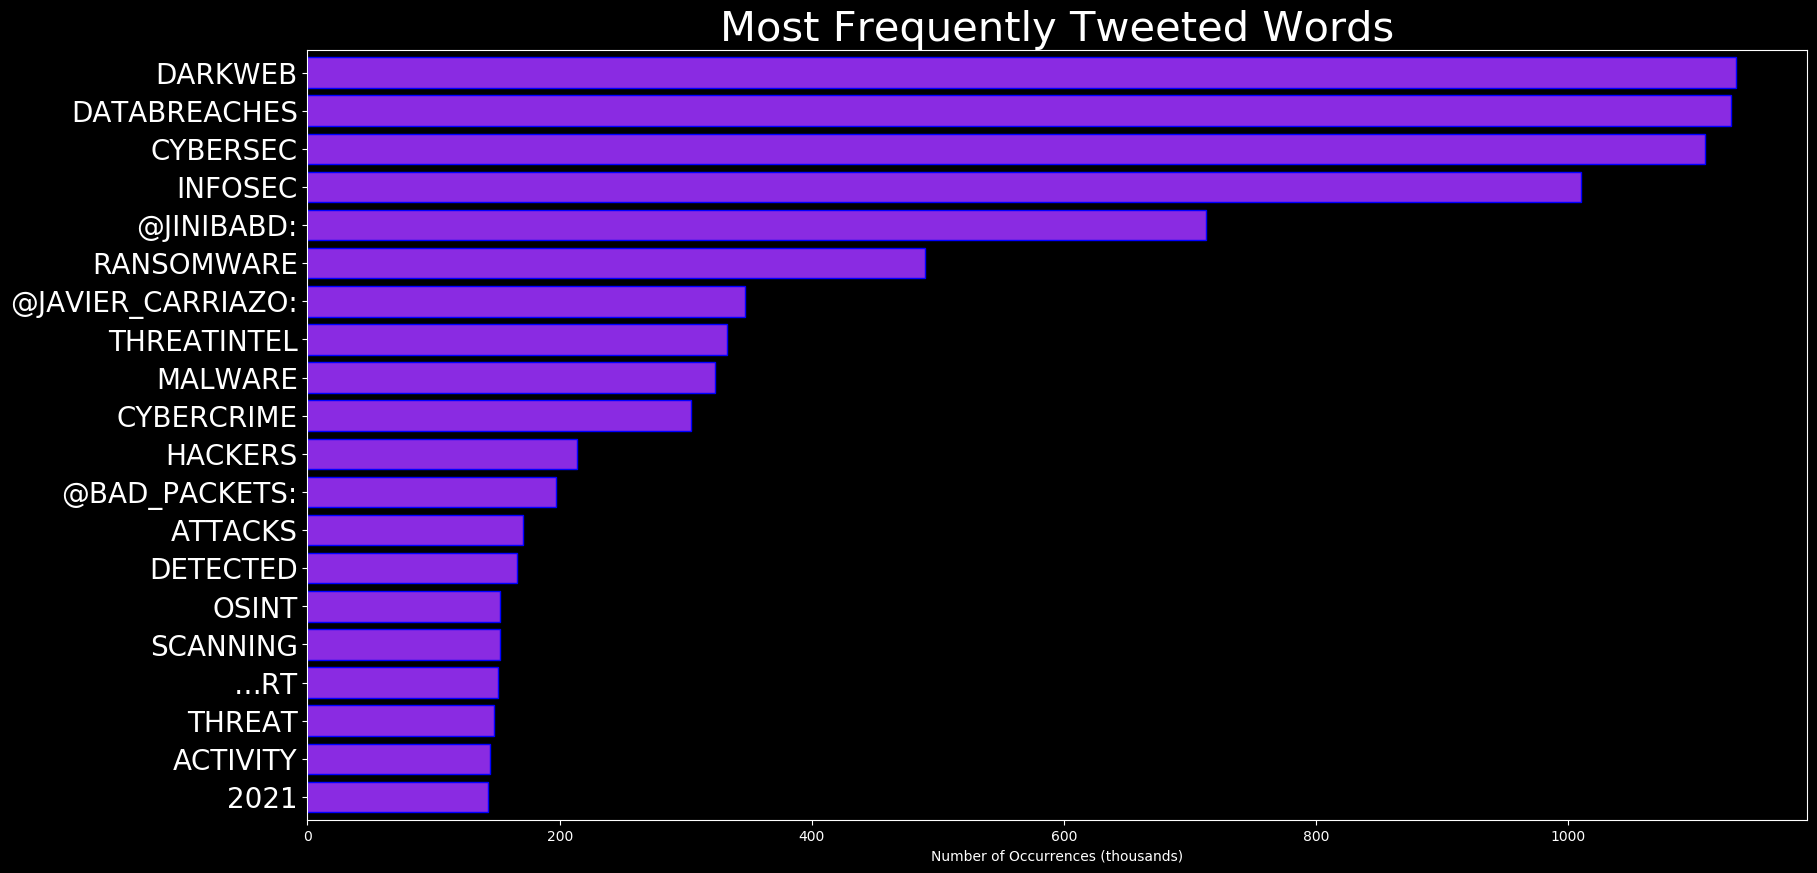 Most Frequently Tweeted Words
DARKWEB
DATABREACHES
CYBERSEC
INFOSEC
@JINIBABD:
RANSOMWARE
@JAVIER_CARRIAZO:
THREATINTEL
MALWARE
CYBERCRIME
HACKERS
@BAD_PACKETS:
ATTACKS
DETECTED
OSINT
SCANNING
…RT
THREAT
ACTIVITY
2021
0 200 400 600 800 1000
Number of Occurrences (thousands)